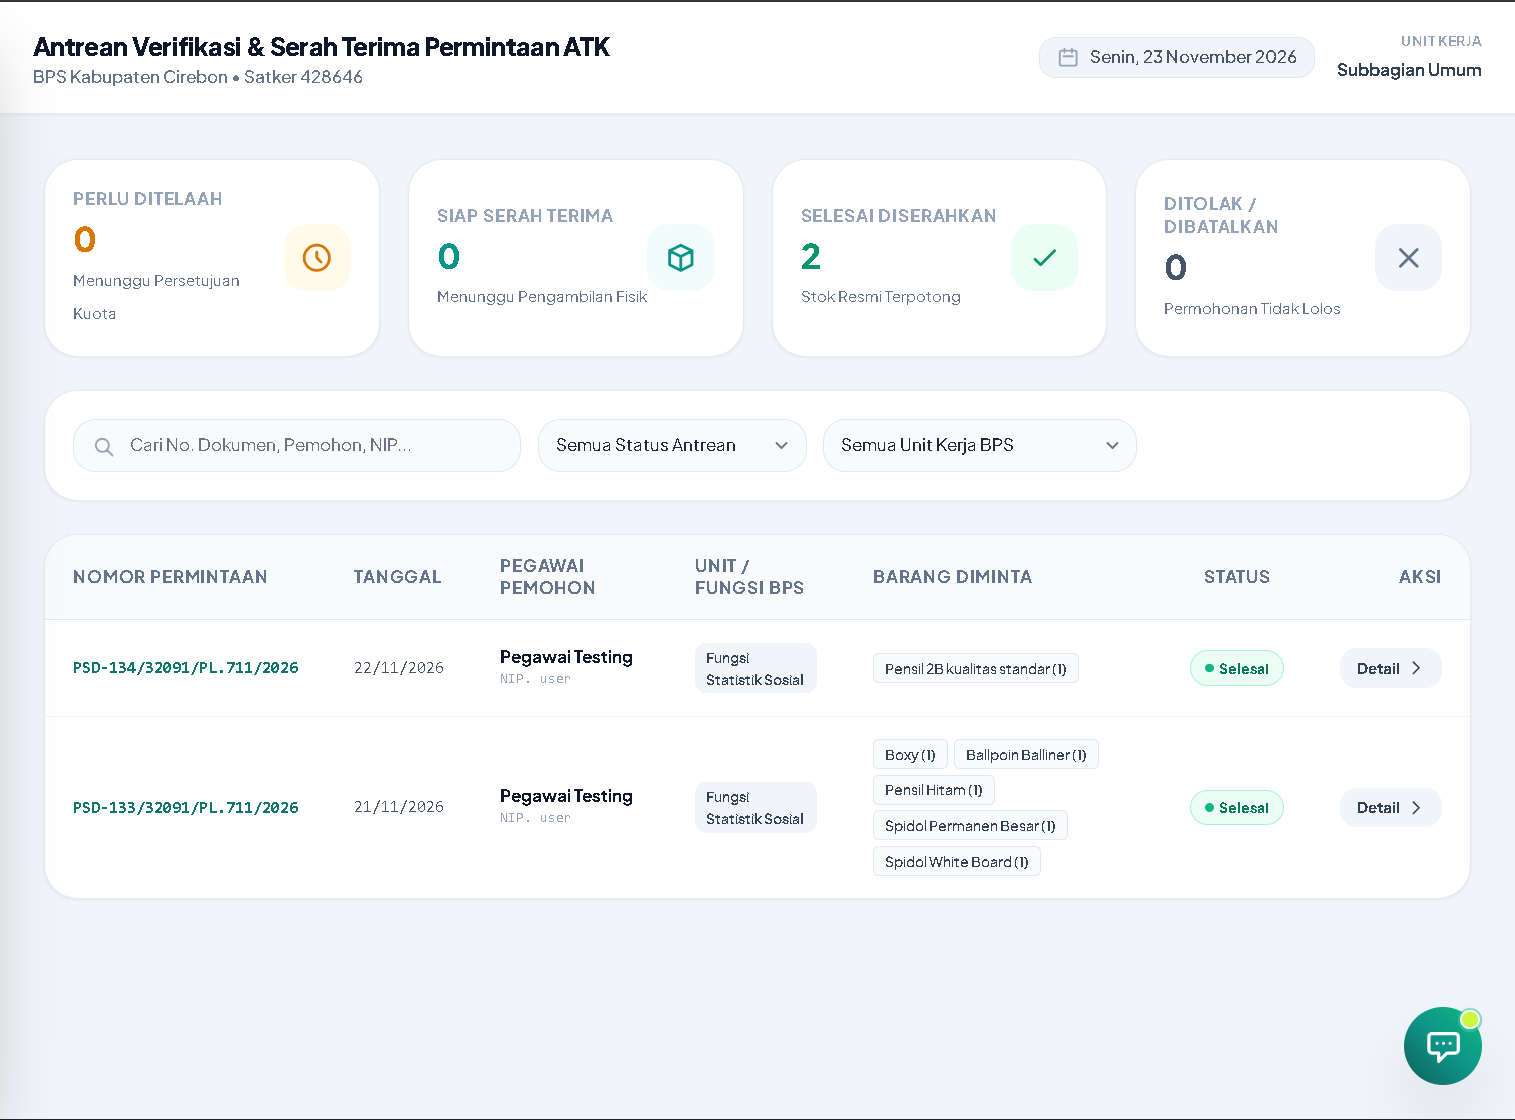 Antrean Verifikasi & Serah Terima Permintaan ATK
BPS Kabupaten Cirebon • Satker 428646
Senin, 23 November 2026
UNIT KERJA
Subbagian Umum
PERLU DITELAAH
0
Menunggu Persetujuan
Kuota
SIAP SERAH TERIMA
0
Menunggu Pengambilan Fisik
SELESAI DISERAHKAN
2
Stok Resmi Terpotong
DITOLAK /
DIBATALKAN
0
Permohonan Tidak Lolos
Cari No. Dokumen, Pemohon, NIP...
Semua Status Antrean
Semua Unit Kerja BPS
NOMOR PERMINTAAN
TANGGAL
PEGAWAI
PEMOHON
UNIT /
FUNGSI BPS
BARANG DIMINTA
STATUS
AKSI
PSD-134/32091/PL.711/2026
22/11/2026
Pegawai Testing
NIP. user
Fungsi
Statistik Sosial
Pensil 2B kualitas standar (1)
Selesai
Detail
PSD-133/32091/PL.711/2026
21/11/2026
Pegawai Testing
NIP. user
Fungsi
Statistik Sosial
Boxy (1)
Ballpoin Balliner (1)
Pensil Hitam (1)
Spidol Permanen Besar (1)
Spidol White Board (1)
Selesai
Detail